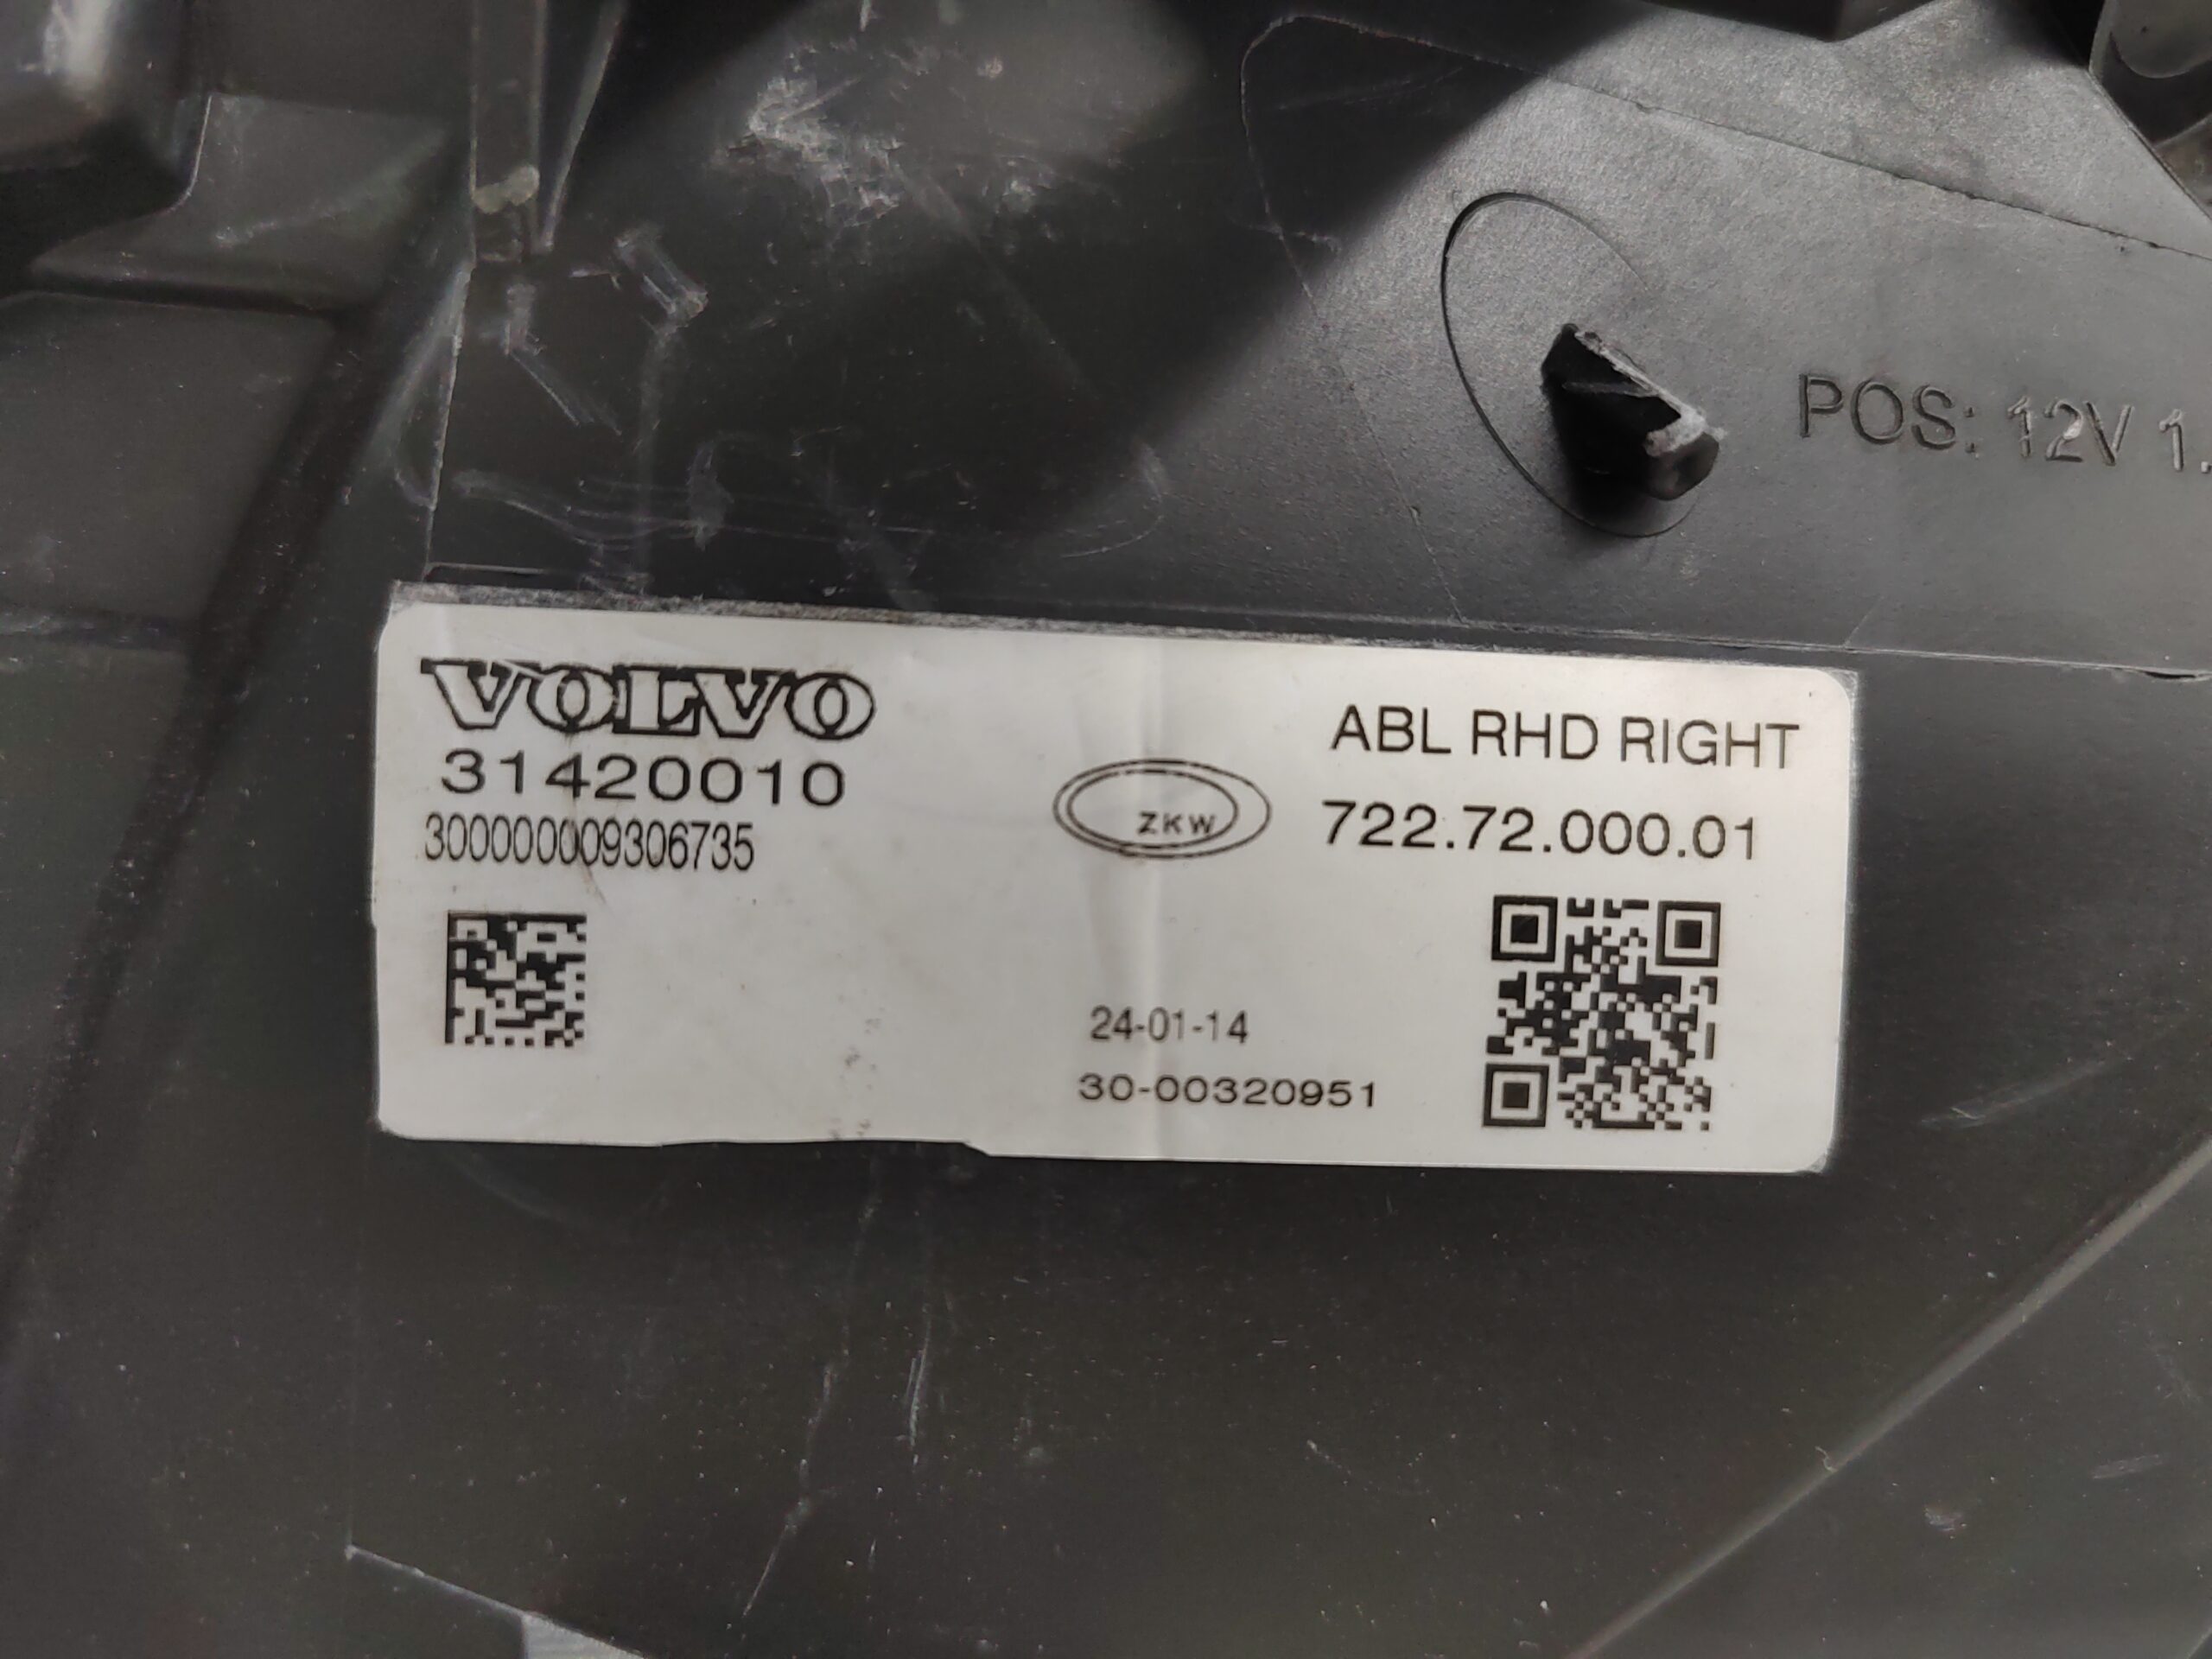 POS: 12V 1.
VOLVO
31420010
300000009306735
ZKW
ABL RHD RIGHT
722.72.000.01
24-01-14
30-00320951